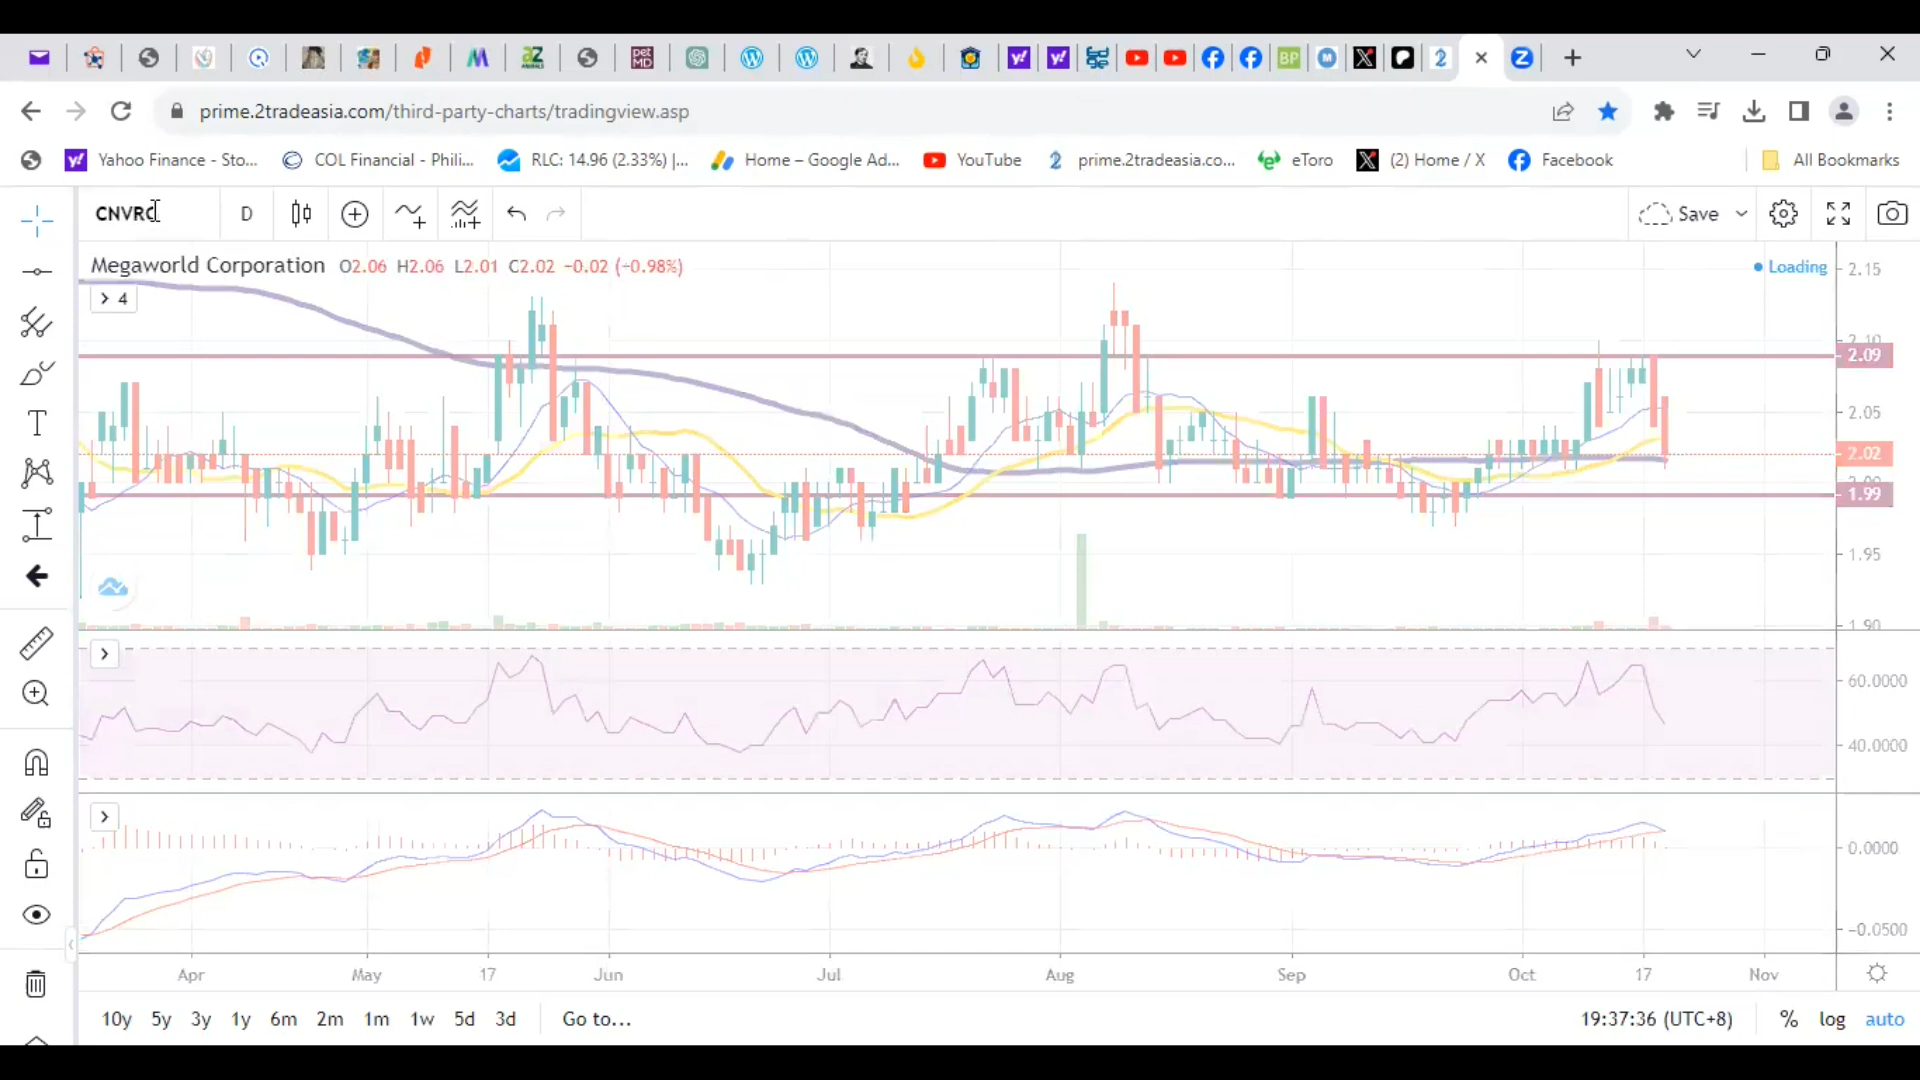 prime.2tradeasia.com/third-party-charts/tradingview.asp
Yahoo Finance - Sto... COL Financial - Phili... RLC: 14.96 (2.33%) |... Home – Google Ad... YouTube prime.2tradeasia.co... eToro (2) Home / X Facebook All Bookmarks
CNVRG D Save
Megaworld Corporation O2.06 H2.06 L2.01 C2.02 −0.02 (−0.98%) Loading 2.15
4
2.10
2.09
2.05
2.02
2.00
1.99
1.95
1.90
60.0000
40.0000
0.0000
−0.0500
Apr May 17 Jun Jul Aug Sep Oct 17 Nov
10y 5y 3y 1y 6m 2m 1m 1w 5d 3d Go to... 19:37:36 (UTC+8) % log auto